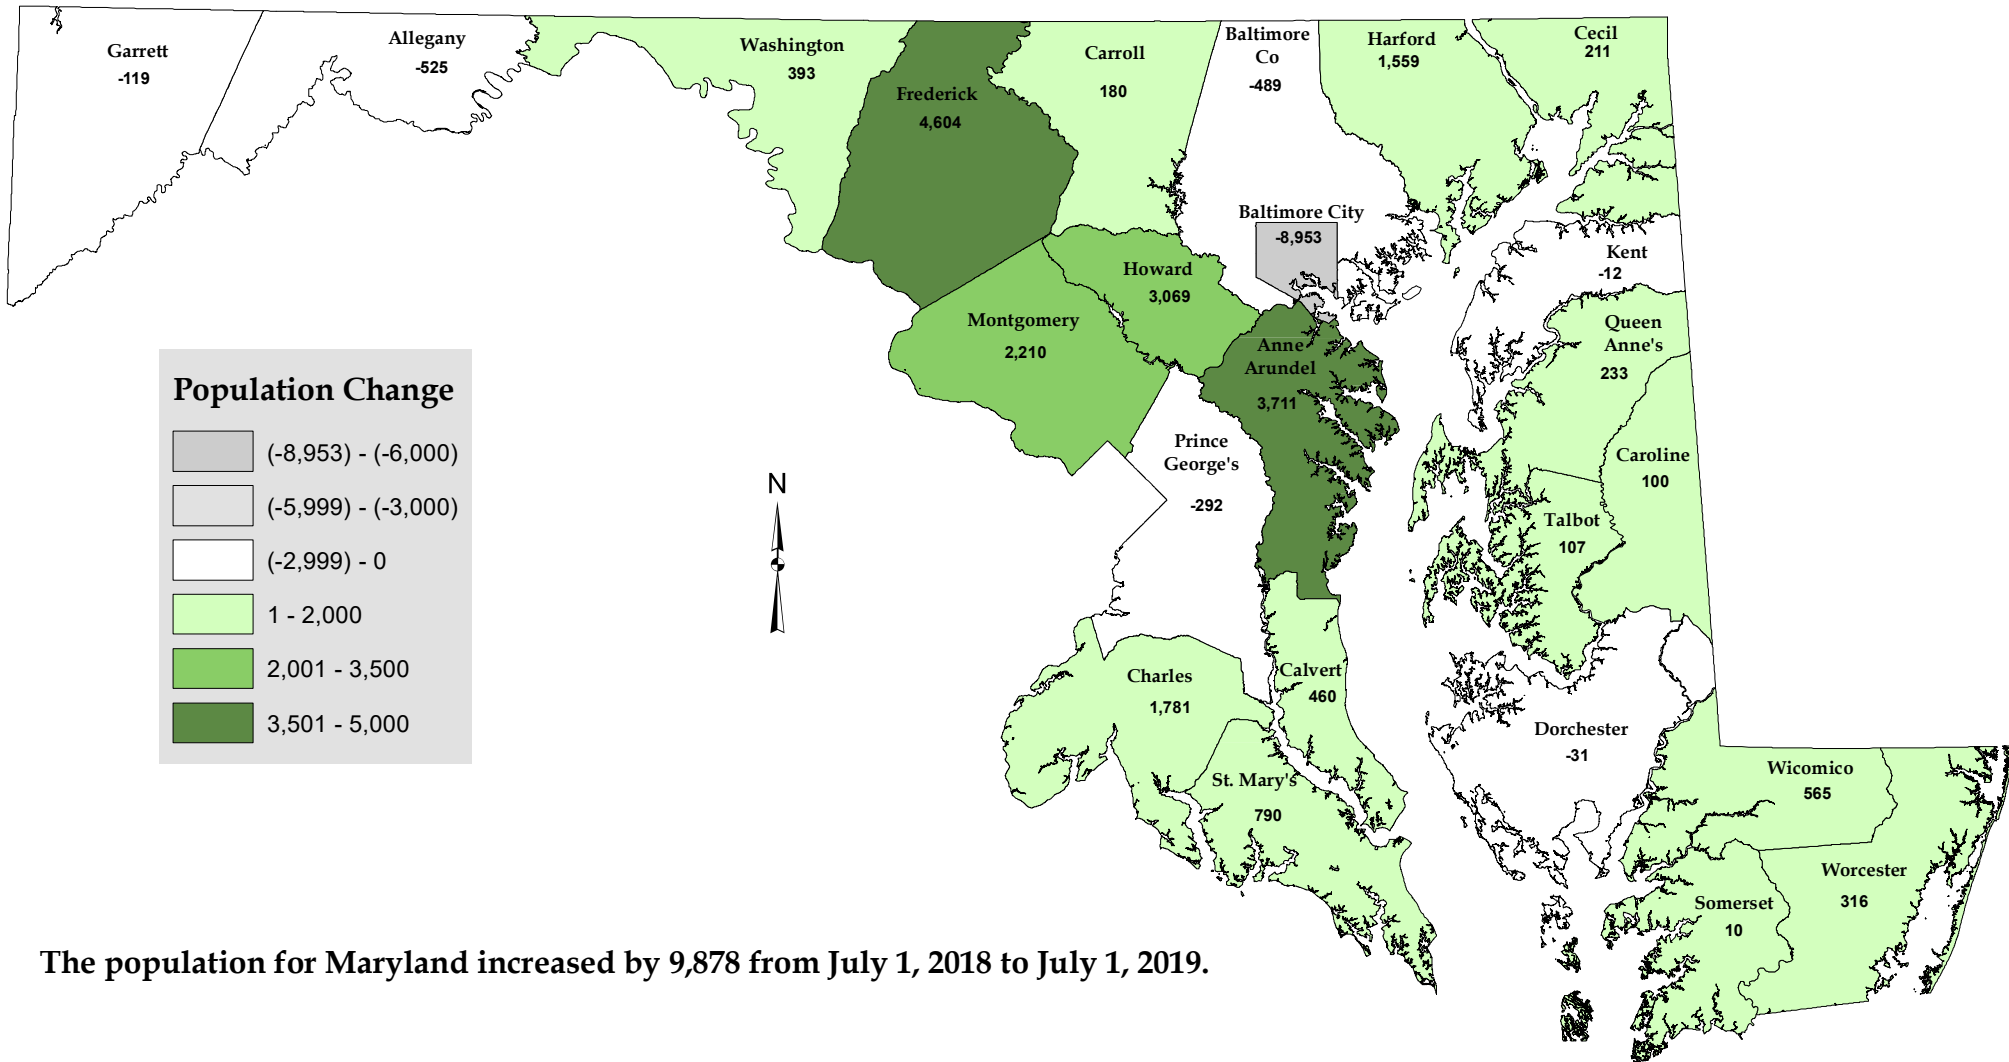 Garrett
-119
Allegany
-525
Washington
393
Frederick
4,604
Carroll
180
Baltimore
Co
-489
Harford
1,559
Cecil
211
Baltimore City
-8,953
Kent
-12
Howard
3,069
Montgomery
2,210
Anne
Arundel
3,711
Queen
Anne's
233
Prince
George's
-292
Caroline
100
Talbot
107
Charles
1,781
Calvert
460
St. Mary's
790
Dorchester
-31
Wicomico
565
Worcester
316
Somerset
10
Population Change
(-8,953) - (-6,000)
(-5,999) - (-3,000)
(-2,999) - 0
1 - 2,000
2,001 - 3,500
3,501 - 5,000
N
The population for Maryland increased by 9,878 from July 1, 2018 to July 1, 2019.